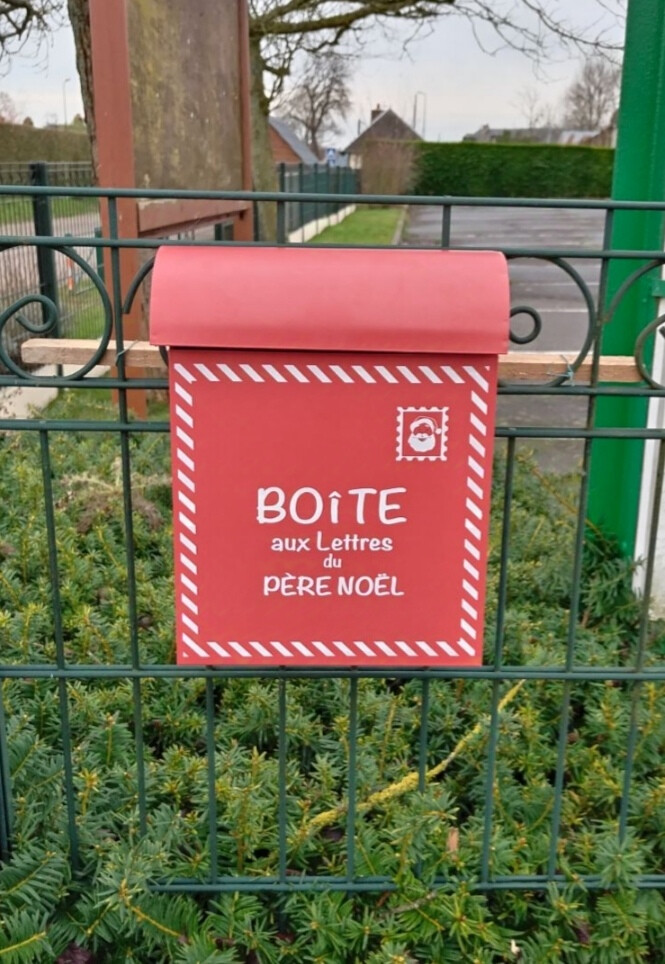 BOîTE
aux Lettres
du
PÈRE NOËL